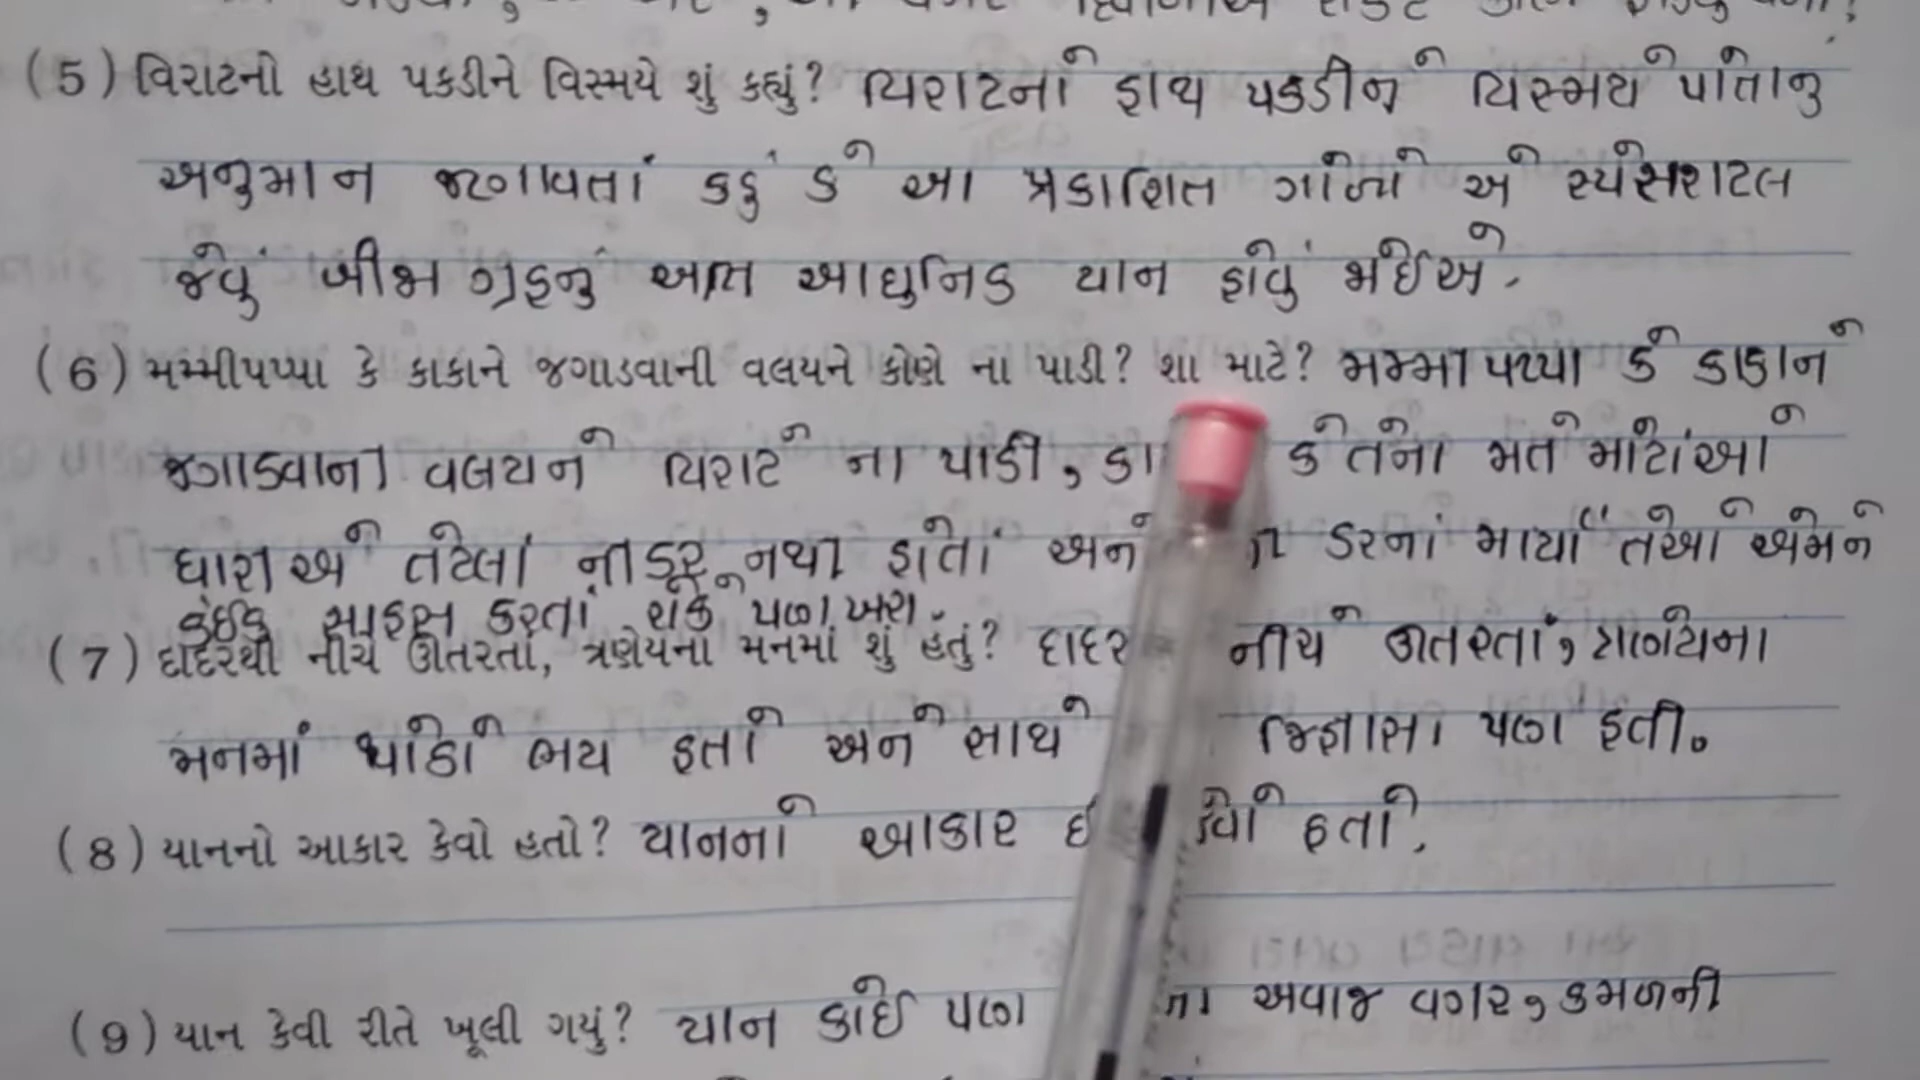 (5) વિરાટનો હાથ પકડીને વિસ્મયે શું કહ્યું? વિરાટનો હાથ પકડીને વિસ્મયે પોતાનુ
અનુમાન જણાવતાં કહ્યું કે આ પ્રકાશિત ગોળો એ સ્પેસશટલ
જેવું બીજા ગ્રહનું અતિ આધુનિક યાન હોવું જોઈએ.
(6) મમ્મીપપ્પા કે કાકાને જગાડવાની વલયને કોણે ના પાડી? શા માટે? મમ્મી પપ્પા કે કાકાને
જગાડવાની વલયને વિરાટે ના પાડી, કા કે તેના મતે મોટાંઓ
ધારીએ તેટલાં નીડર નથી હોતાં અને ડરનાં માર્યાં તેઓ એમને
કંઈક સાહસ કરતાં રોકે પણ ખરા.
(7) દાદરથી નીચે ઊતરતાં, ત્રણેયના મનમાં શું હતું? દાદર નીચે ઊતરતાં, ત્રણેયના
મનમાં થોડો ભય હતો અને સાથે જિજ્ઞાસા પણ હતી.
(8) યાનનો આકાર કેવો હતો? યાનનો આકાર ઈ જેવો હતો.
(9) યાન કેવી રીતે ખૂલી ગયું? યાન કોઈ પણ ના અવાજ વગર, કમળની